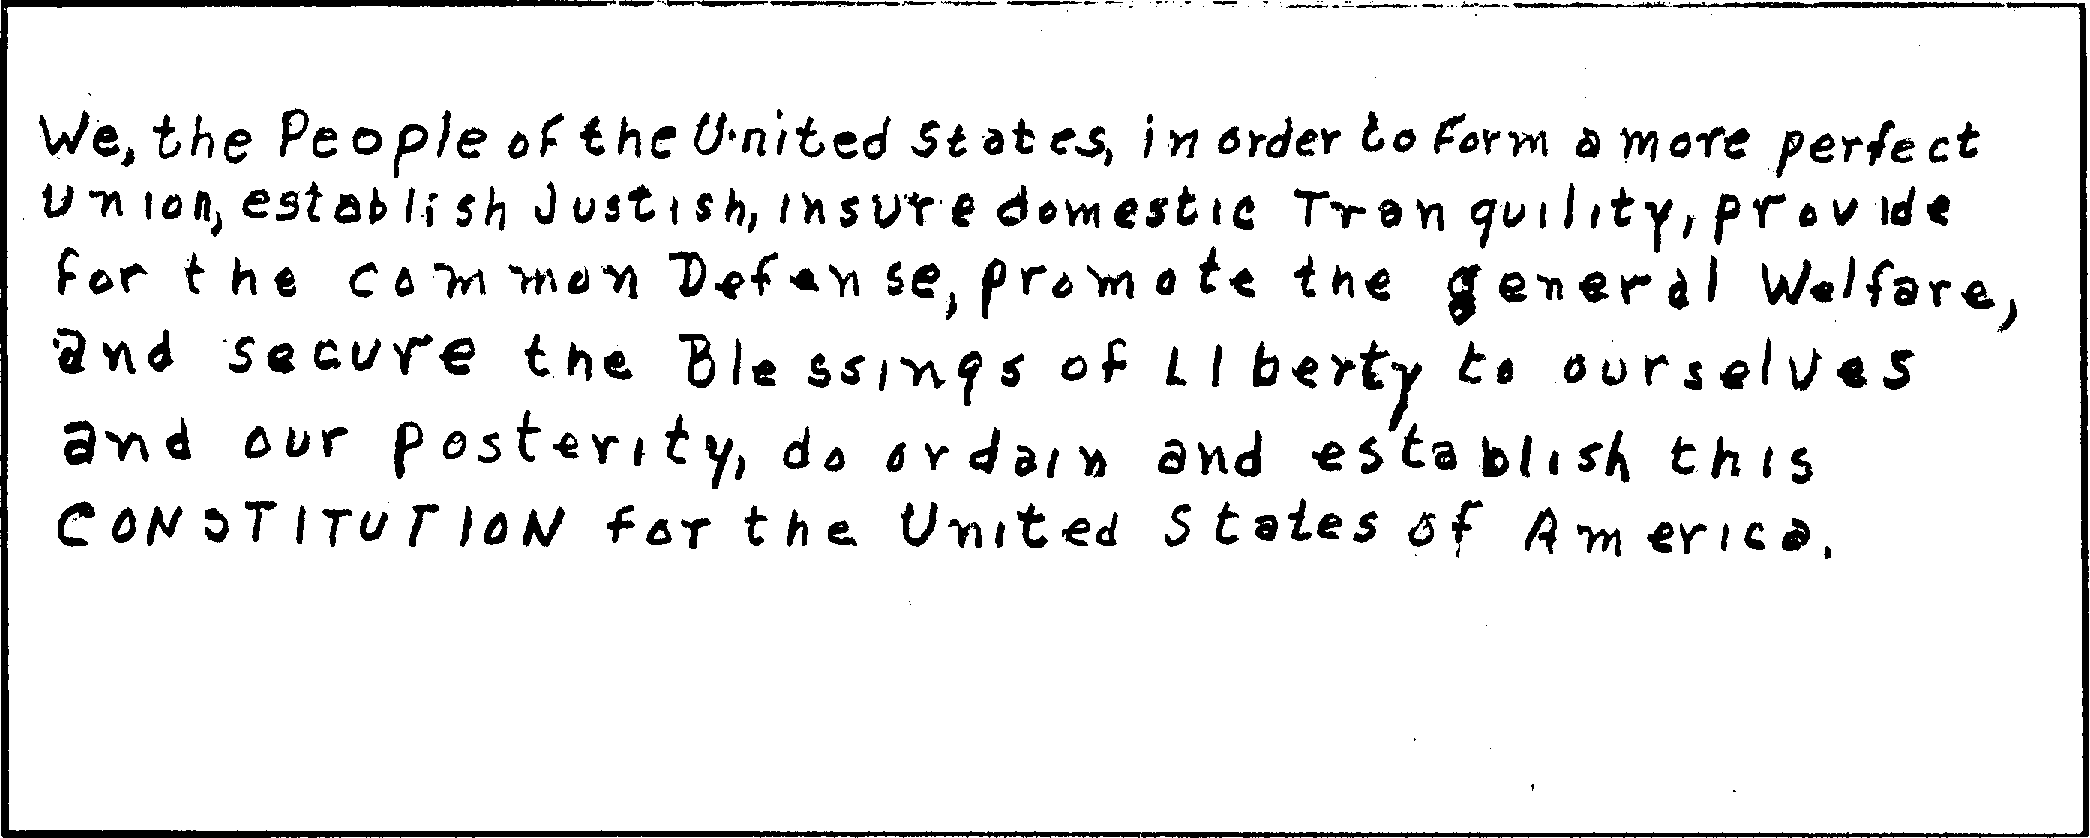 We, the People of the United States, in order to form a more perfect
Union, establish Justish, insure domestic Tranquility, provide
for the common Defense, promote the general Welfare,
and secure the Blessings of LIberty to ourselves
and our posterity, do ordain and establish this
CONSTITUTION for the United States of America.